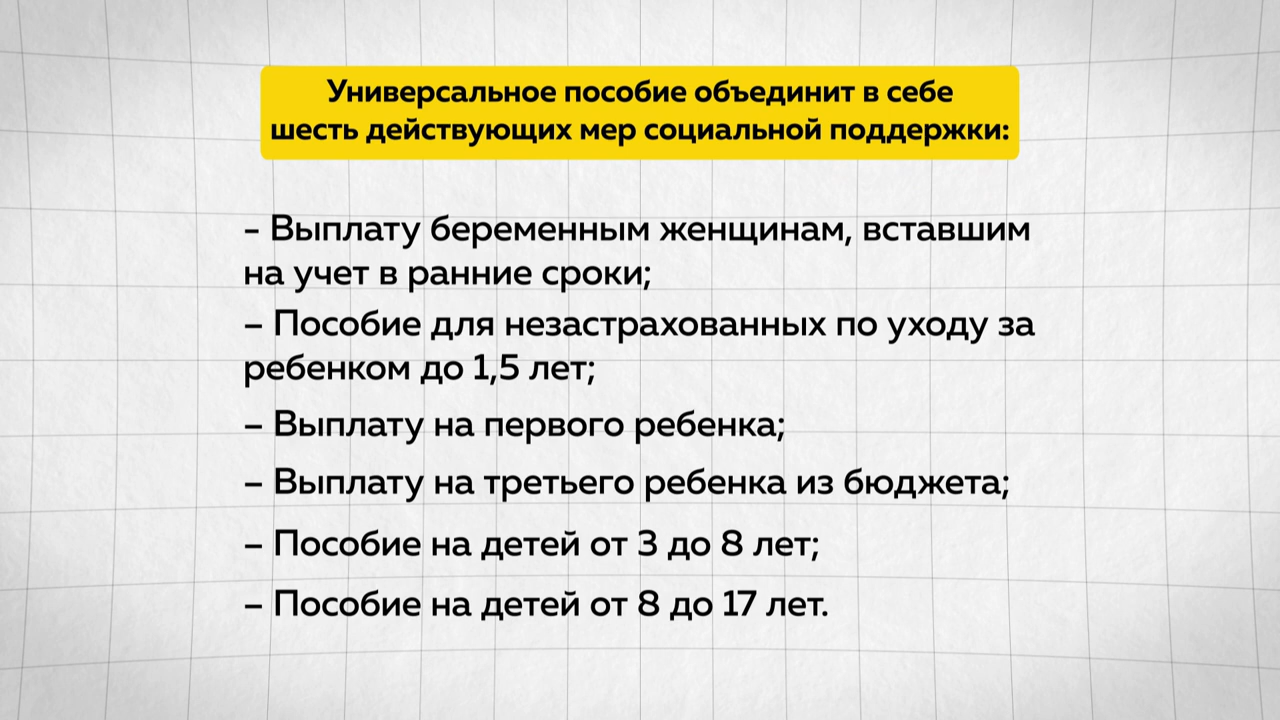 Универсальное пособие объединит в себе
шесть действующих мер социальной поддержки:
– Выплату беременным женщинам, вставшим
на учет в ранние сроки;
– Пособие для незастрахованных по уходу за
ребенком до 1,5 лет;
– Выплату на первого ребенка;
– Выплату на третьего ребенка из бюджета;
– Пособие на детей от 3 до 8 лет;
– Пособие на детей от 8 до 17 лет.